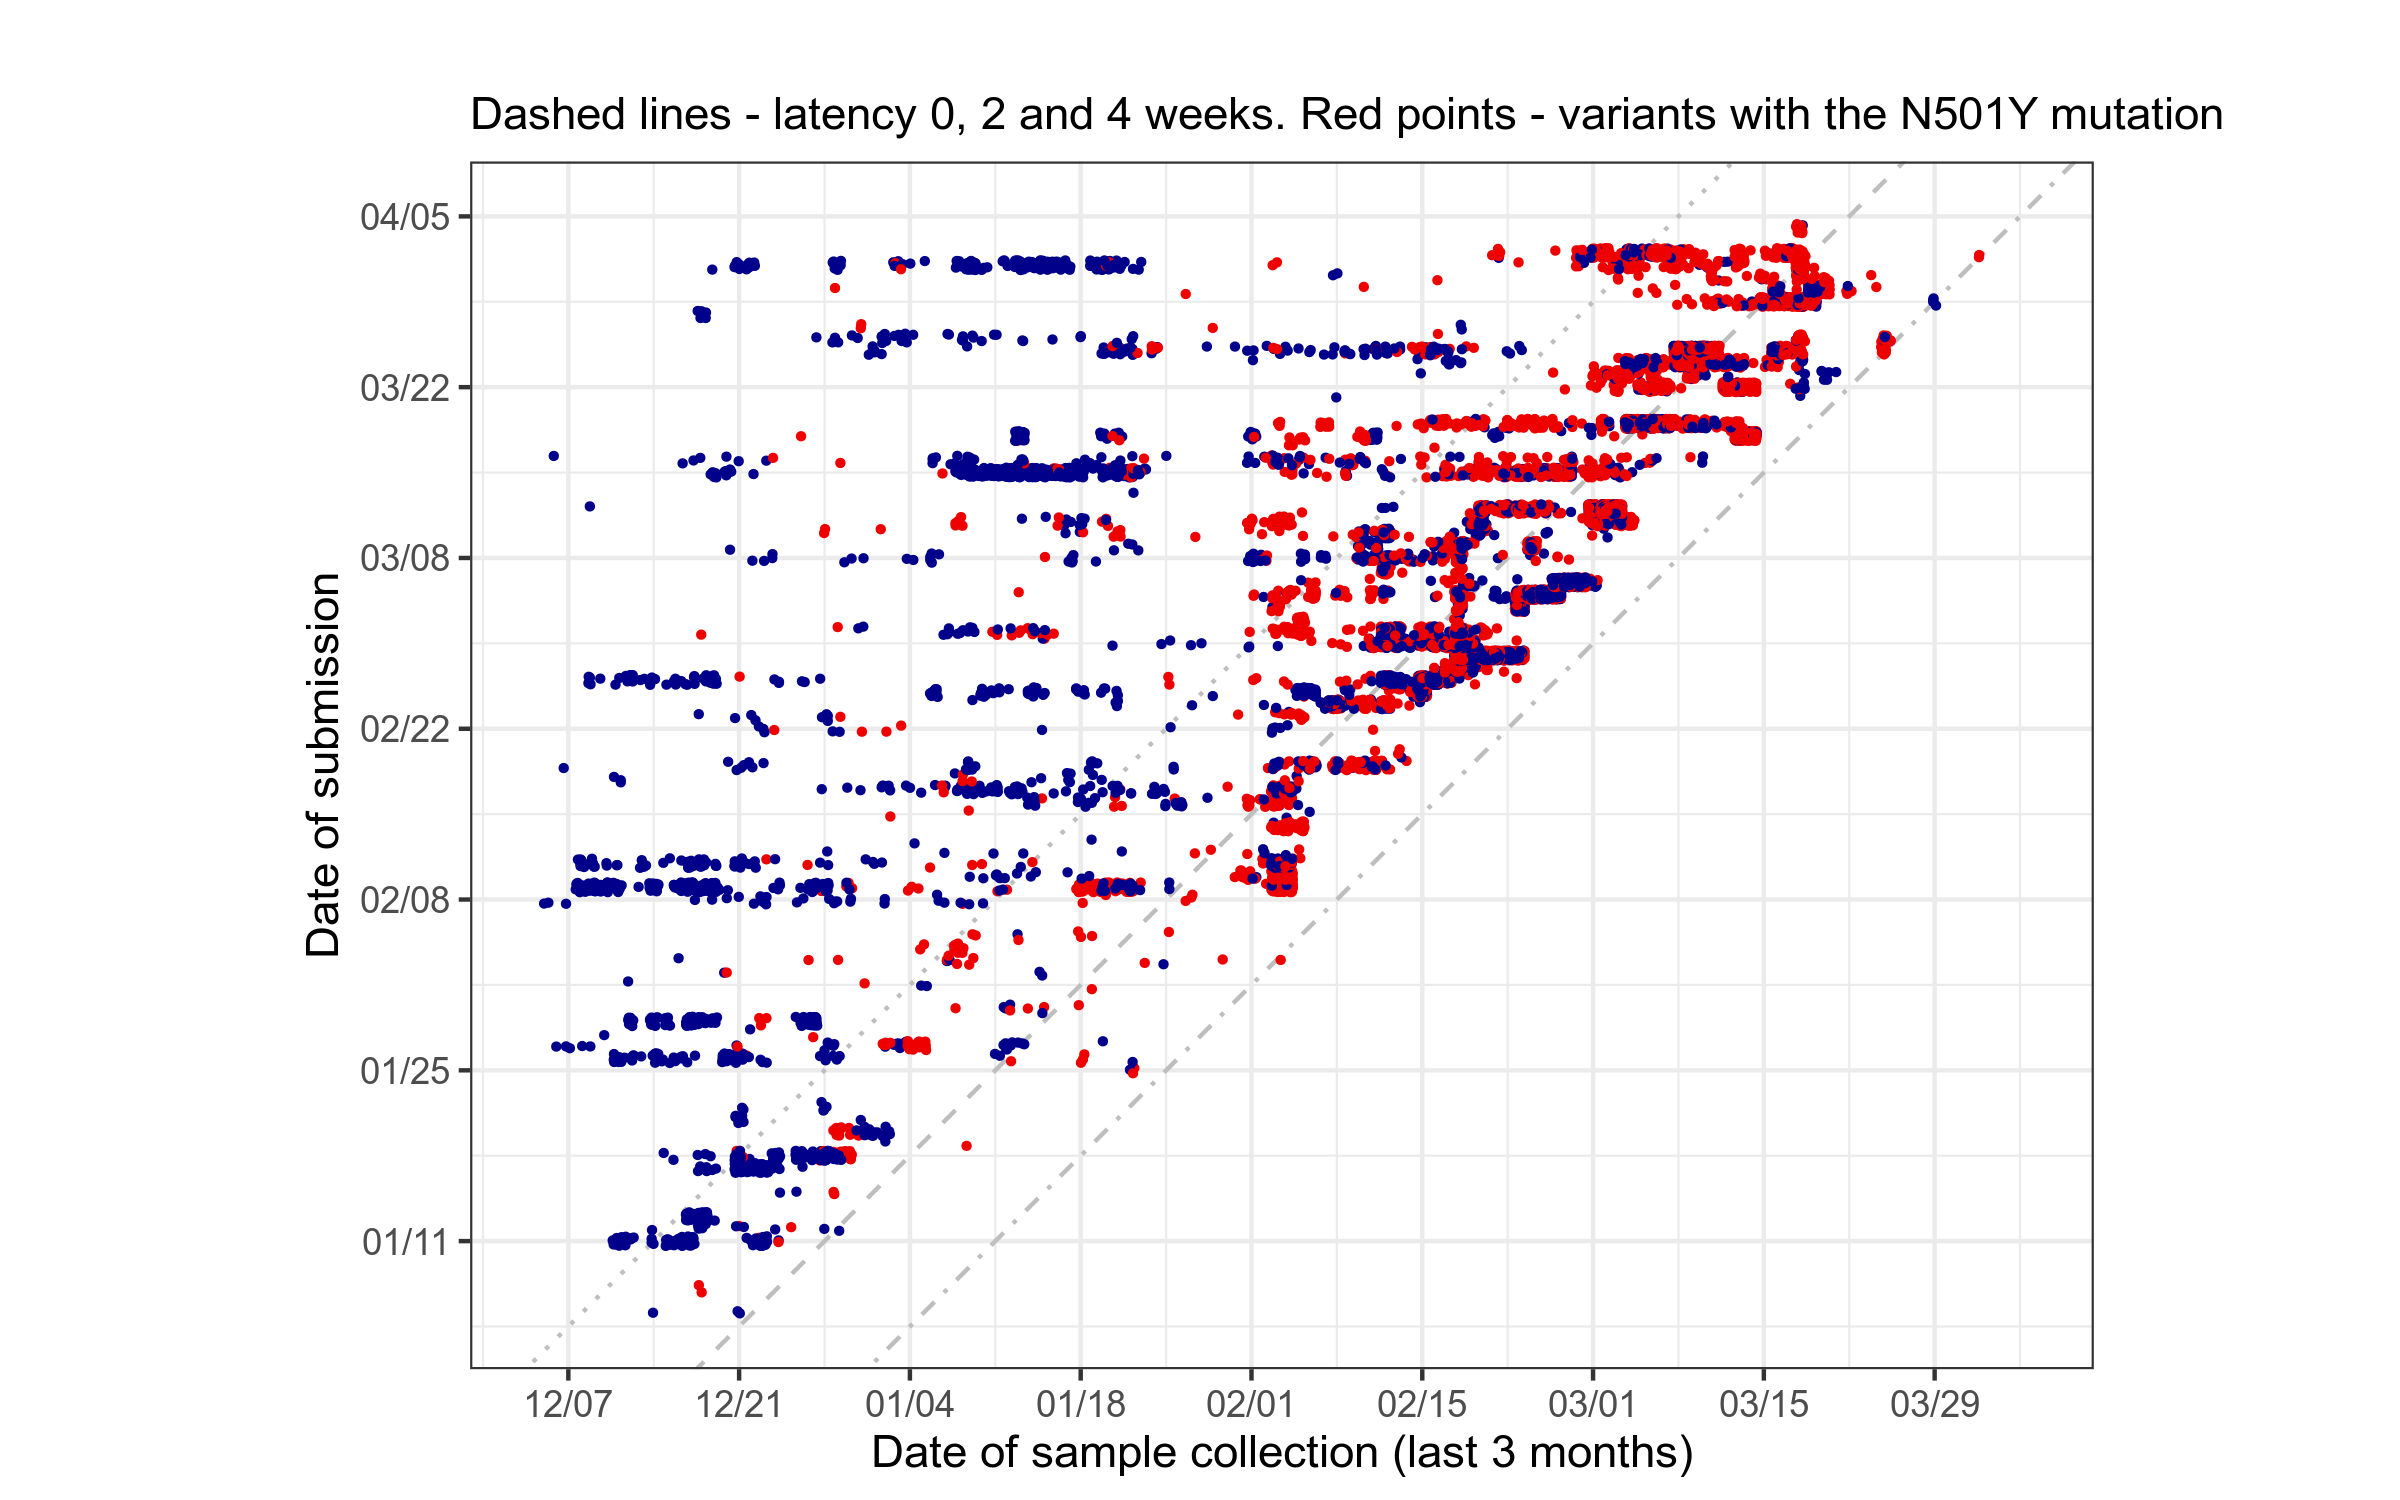 Dashed lines - latency 0, 2 and 4 weeks. Red points - variants with the N501Y mutation
Date of submission
04/05
03/22
03/08
02/22
02/08
01/25
01/11
12/07 12/21 01/04 01/18 02/01 02/15 03/01 03/15 03/29
Date of sample collection (last 3 months)